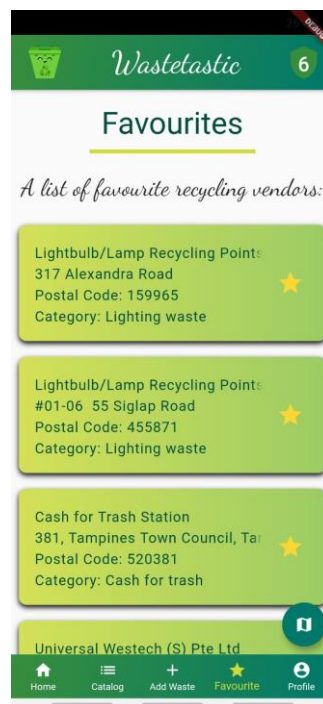 Wastetastic
6
Favourites
A list of favourite recycling vendors:
Lightbulb/Lamp Recycling Points
317 Alexandra Road
Postal Code: 159965
Category: Lighting waste
Lightbulb/Lamp Recycling Points
#01-06 55 Siglap Road
Postal Code: 455871
Category: Lighting waste
Cash for Trash Station
381, Tampines Town Council, Ta
Postal Code: 520381
Category: Cash for trash
Universal Westech (S) Pte Ltd
Home
Catalog
Add Waste
Favourite
Profile